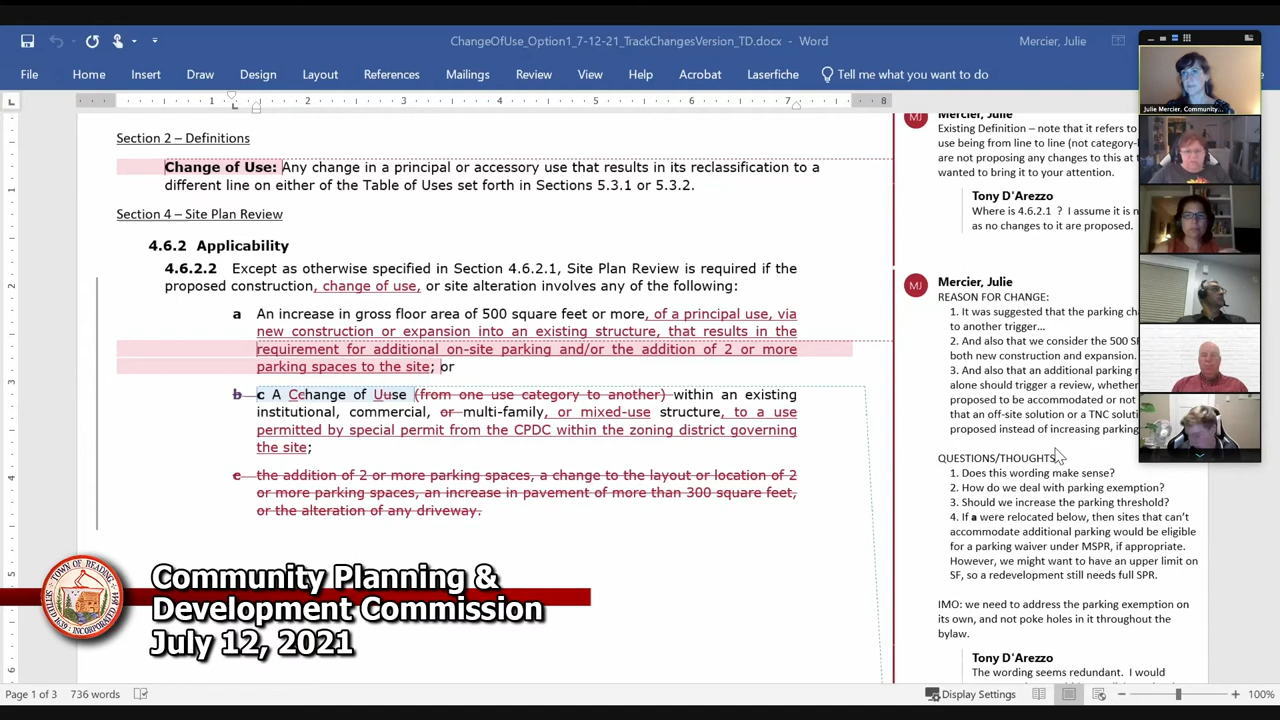 ChangeOfUse_Option1_7-12-21_TrackChangesVersion_TD.docx - Word
Mercier, Julie
File Home Insert Draw Design Layout References Mailings Review View Help Acrobat Laserfiche Tell me what you want to do
1 2 3 4 5 6 7 8
Section 2 – Definitions
Change of Use: Any change in a principal or accessory use that results in its reclassification to a
different line on either of the Table of Uses set forth in Sections 5.3.1 or 5.3.2.
Section 4 – Site Plan Review
4.6.2 Applicability
4.6.2.2 Except as otherwise specified in Section 4.6.2.1, Site Plan Review is required if the
proposed construction, change of use, or site alteration involves any of the following:
a An increase in gross floor area of 500 square feet or more, of a principal use, via
new construction or expansion into an existing structure, that results in the
requirement for additional on-site parking and/or the addition of 2 or more
parking spaces to the site; or
b c A Cchange of Uuse (from one use category to another) within an existing
institutional, commercial, or multi-family, or mixed-use structure, to a use
permitted by special permit from the CPDC within the zoning district governing
the site;
c the addition of 2 or more parking spaces, a change to the layout or location of 2
or more parking spaces, an increase in pavement of more than 300 square feet,
or the alteration of any driveway.
MJ Mercier, Julie
Existing Definition – note that it refers to
use being from line to line (not category-
are not proposing any changes to this at
wanted to bring it to your attention.
Tony D'Arezzo
Where is 4.6.2.1 ? I assume it is
as no changes to it are proposed.
MJ Mercier, Julie
REASON FOR CHANGE:
1. It was suggested that the parking
to another trigger...
2. And also that we consider the 500
both new construction and expansion.
3. And also that an additional parking
alone should trigger a review, whether
proposed to be accommodated or not
that an off-site solution or a TNC
proposed instead of increasing parking
QUESTIONS/THOUGHTS
1. Does this wording make sense?
2. How do we deal with parking exemption?
3. Should we increase the parking threshold?
4. If a were relocated below, then sites that can't
accommodate additional parking would be eligible
for a parking waiver under MSPR, if appropriate.
However, we might want to have an upper limit on
SF, so a redevelopment still needs full SPR.
IMO: we need to address the parking exemption on
its own, and not poke holes in it throughout the
bylaw.
Tony D'Arezzo
The wording seems redundant. I would
Julie Mercier, Community...
TOWN OF READING
Community Planning &
Development Commission
July 12, 2021
Page 1 of 3 736 words
Display Settings
100%